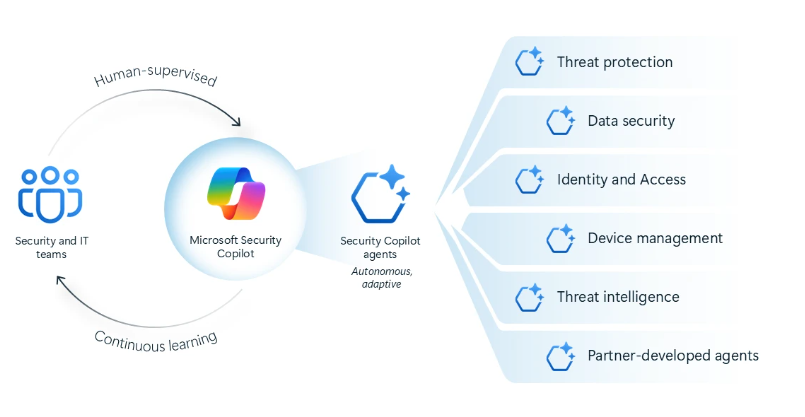 Human-supervised
Security and IT
teams
Microsoft Security
Copilot
Continuous learning
Security Copilot
agents
Autonomous,
adaptive
Threat protection
Data security
Identity and Access
Device management
Threat intelligence
Partner-developed agents